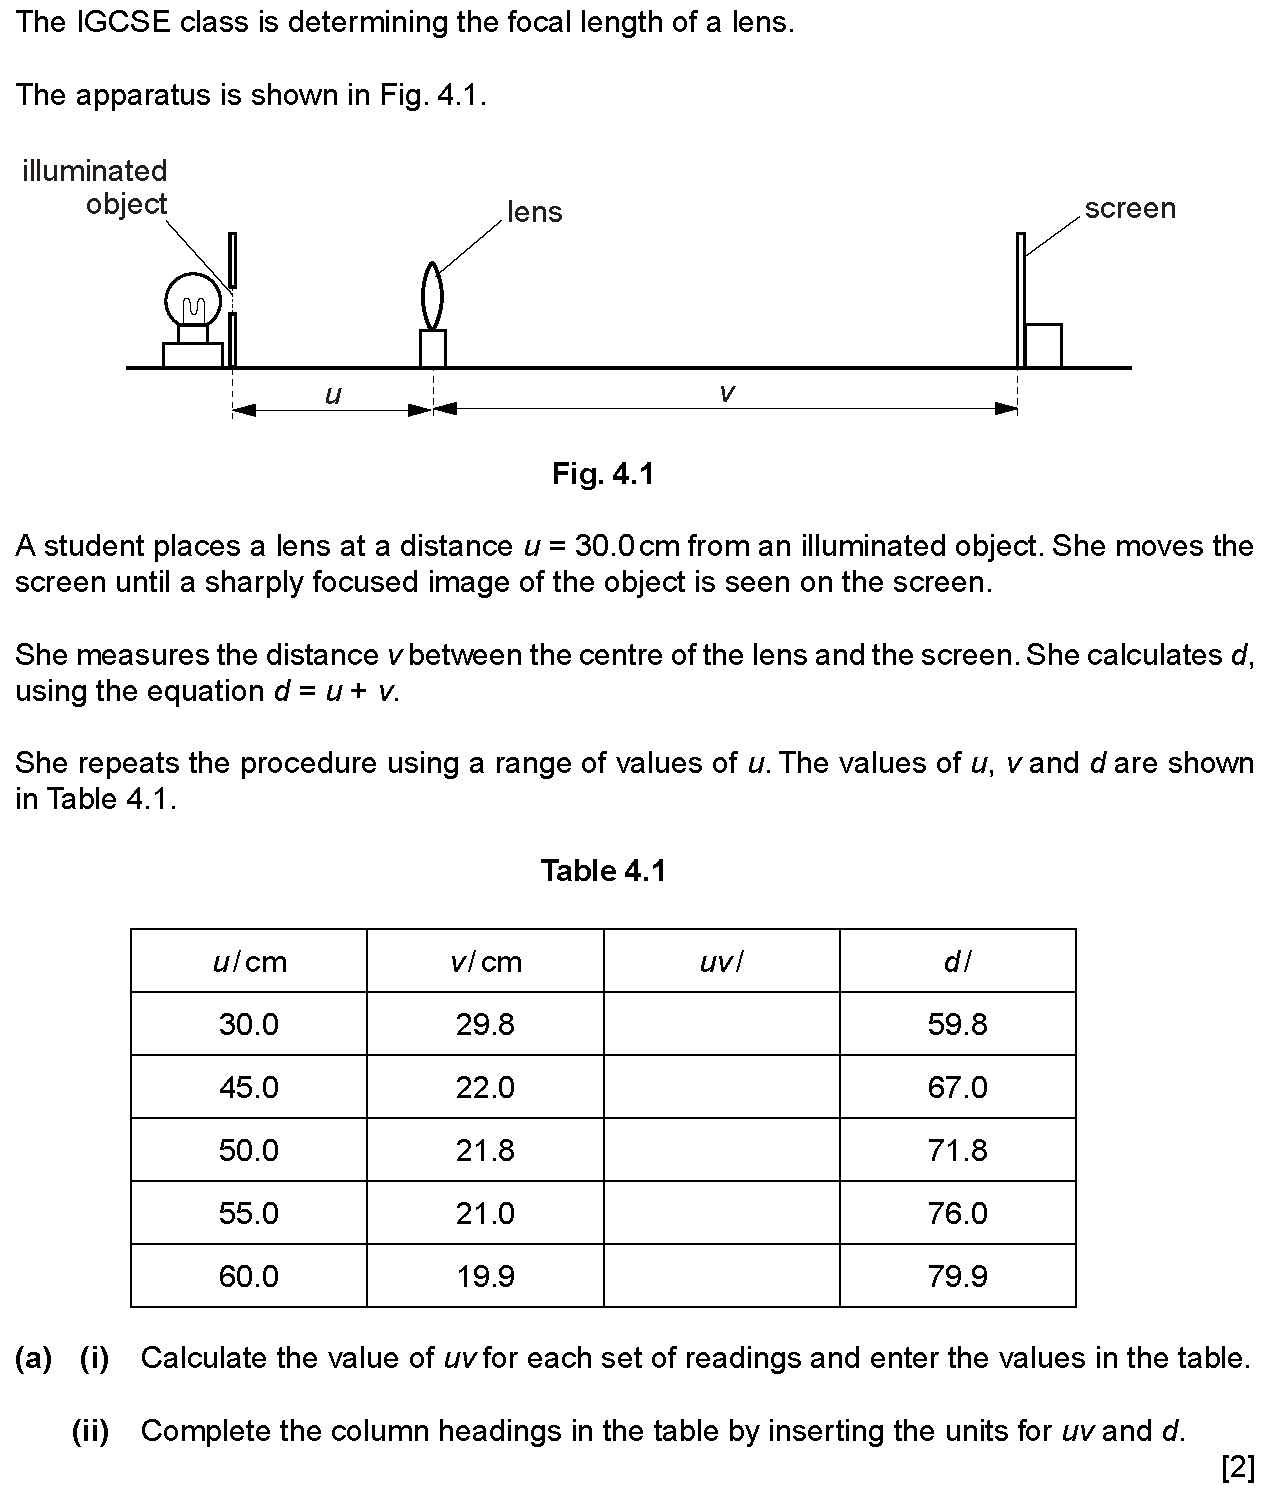 The IGCSE class is determining the focal length of a lens.
The apparatus is shown in Fig. 4.1.
illuminated
object
lens
screen
u
v
Fig. 4.1
A student places a lens at a distance u = 30.0 cm from an illuminated object. She moves the
screen until a sharply focused image of the object is seen on the screen.
She measures the distance v between the centre of the lens and the screen. She calculates d,
using the equation d = u + v.
She repeats the procedure using a range of values of u. The values of u, v and d are shown
in Table 4.1.
Table 4.1
u/cm v/cm uv/ d/
30.0 29.8 59.8
45.0 22.0 67.0
50.0 21.8 71.8
55.0 21.0 76.0
60.0 19.9 79.9
(a) (i) Calculate the value of uv for each set of readings and enter the values in the table.
(ii) Complete the column headings in the table by inserting the units for uv and d.
[2]